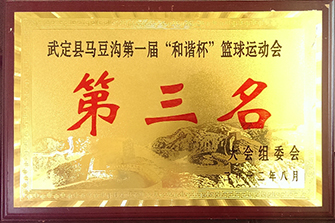 武定县马豆沟第一届“和谐杯”篮球运动会
第三名
大会组委会
二年八月